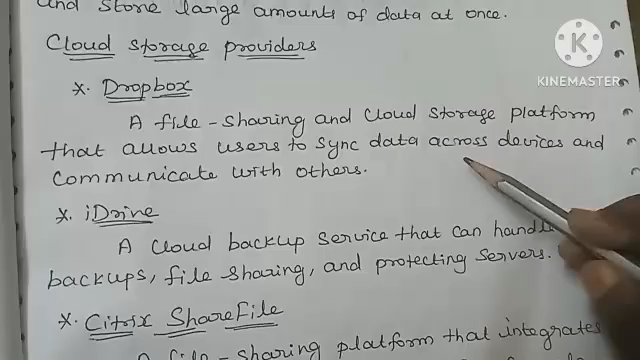 and store large amounts of data at once.
Cloud storage providers
*. Dropbox
A file-sharing and cloud storage platform
that allows users to sync data across devices and
communicate with others.
*. iDrive
A cloud backup service that can handle
backups, file sharing, and protecting servers.
*. Citrix ShareFile
A file-sharing platform that integrates
KINEMASTER